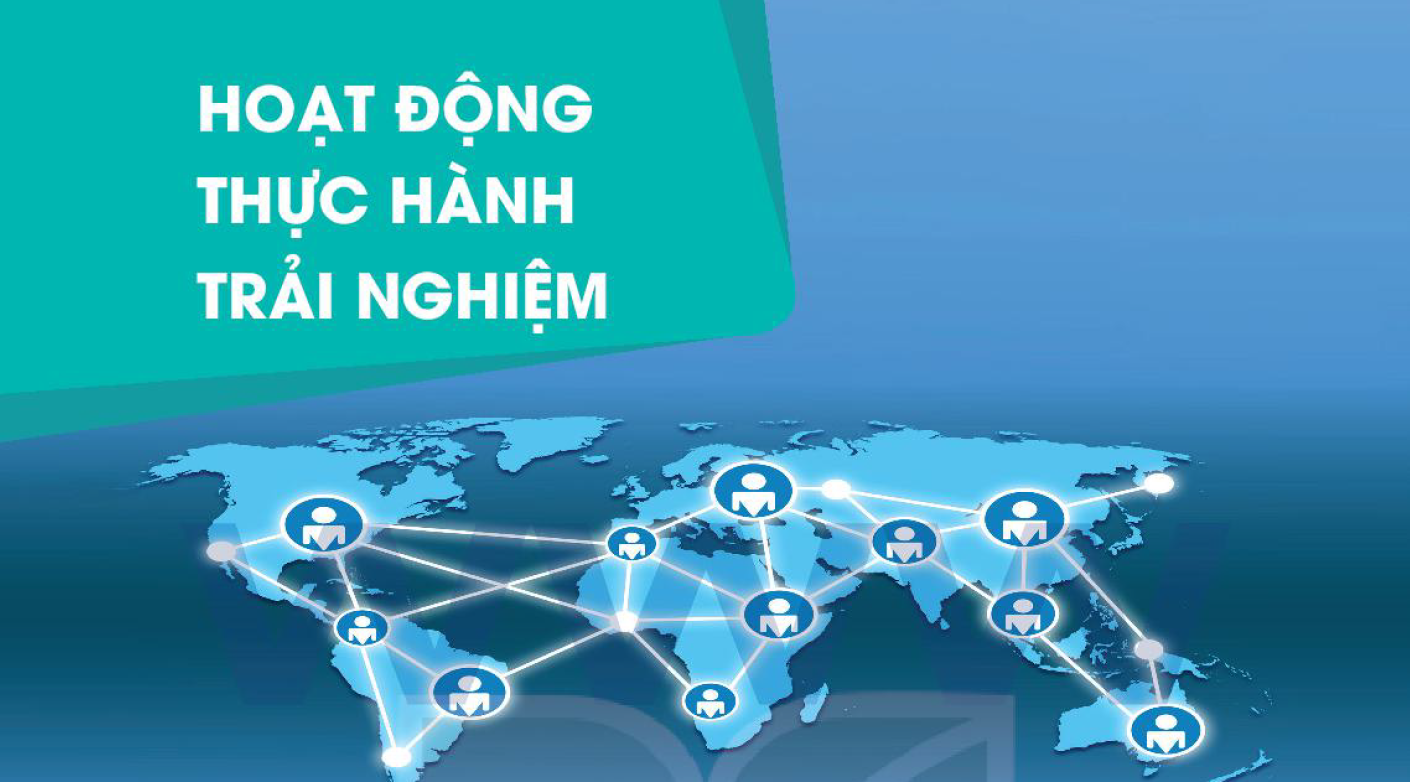 HOẠT ĐỘNG
THỰC HÀNH
TRẢI NGHIỆM